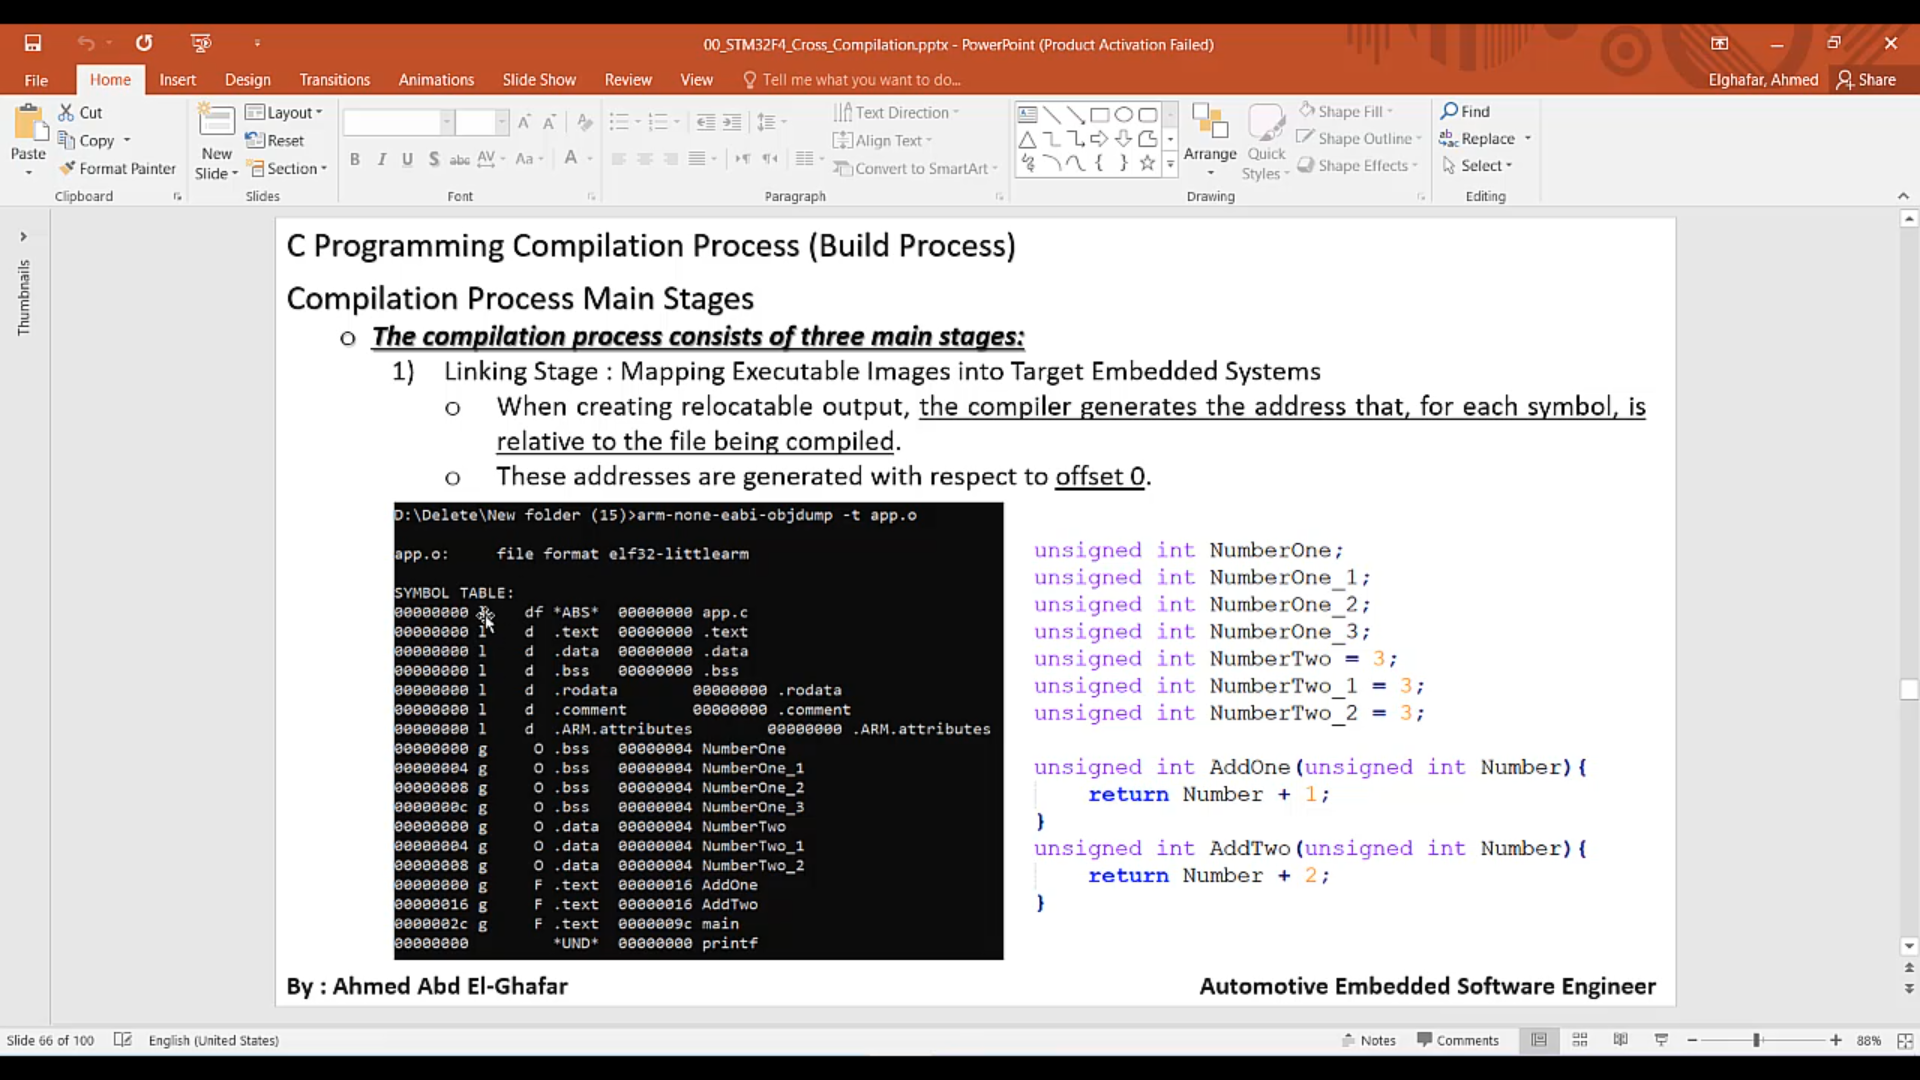 00_STM32F4_Cross_Compilation.pptx - PowerPoint (Product Activation Failed)
File Home Insert Design Transitions Animations Slide Show Review View Tell me what you want to do... Elghafar, Ahmed Share
Paste
Cut
Copy
Format Painter
Clipboard
New Slide
Layout
Reset
Section
Slides
B I U S abc AV Aa A
Font
Text Direction
Align Text
Convert to SmartArt
Paragraph
Arrange
Quick Styles
Shape Fill
Shape Outline
Shape Effects
Drawing
Find
Replace
Select
Editing
Thumbnails
C Programming Compilation Process (Build Process)
Compilation Process Main Stages
o The compilation process consists of three main stages:
1) Linking Stage : Mapping Executable Images into Target Embedded Systems
o When creating relocatable output, the compiler generates the address that, for each symbol, is
relative to the file being compiled.
o These addresses are generated with respect to offset 0.
D:\Delete\New folder (15)>arm-none-eabi-objdump -t app.o
app.o: file format elf32-littlearm
SYMBOL TABLE:
00000000 l df *ABS* 00000000 app.c
00000000 l d .text 00000000 .text
00000000 l d .data 00000000 .data
00000000 l d .bss 00000000 .bss
00000000 l d .rodata 00000000 .rodata
00000000 l d .comment 00000000 .comment
00000000 l d .ARM.attributes 00000000 .ARM.attributes
00000000 g O .bss 00000004 NumberOne
00000004 g O .bss 00000004 NumberOne_1
00000008 g O .bss 00000004 NumberOne_2
0000000c g O .bss 00000004 NumberOne_3
00000000 g O .data 00000004 NumberTwo
00000004 g O .data 00000004 NumberTwo_1
00000008 g O .data 00000004 NumberTwo_2
00000000 g F .text 00000016 AddOne
00000016 g F .text 00000016 AddTwo
0000002c g F .text 0000009c main
00000000 *UND* 00000000 printf
unsigned int NumberOne;
unsigned int NumberOne_1;
unsigned int NumberOne_2;
unsigned int NumberOne_3;
unsigned int NumberTwo = 3;
unsigned int NumberTwo_1 = 3;
unsigned int NumberTwo_2 = 3;
unsigned int AddOne(unsigned int Number){
return Number + 1;
}
unsigned int AddTwo(unsigned int Number){
return Number + 2;
}
By : Ahmed Abd El-Ghafar Automotive Embedded Software Engineer
Slide 66 of 100 English (United States) Notes Comments 88%